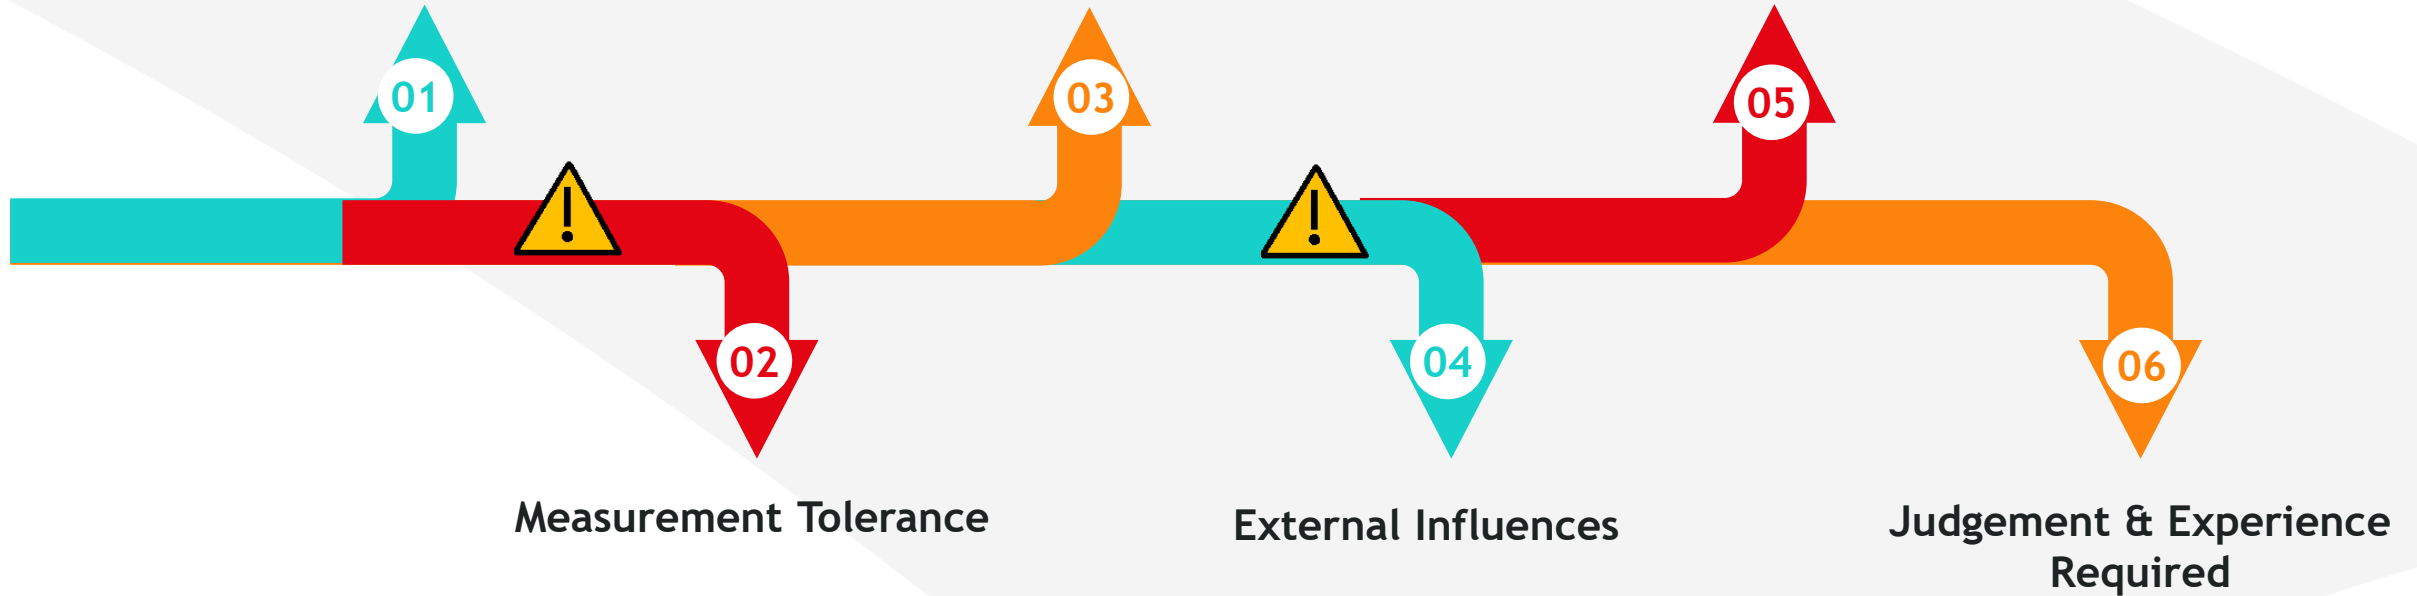 01
03
05
02
04
06
Measurement Tolerance
External Influences
Judgement & Experience
Required